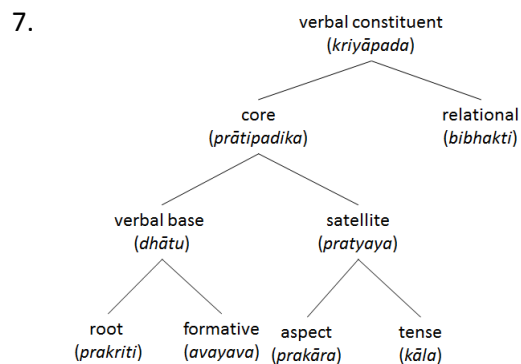 7.
verbal constituent
(kriyāpada)
core
(prātipadika)
relational
(bibhakti)
verbal base
(dhātu)
satellite
(pratyaya)
root
(prakriti)
formative
(avayava)
aspect
(prakāra)
tense
(kāla)